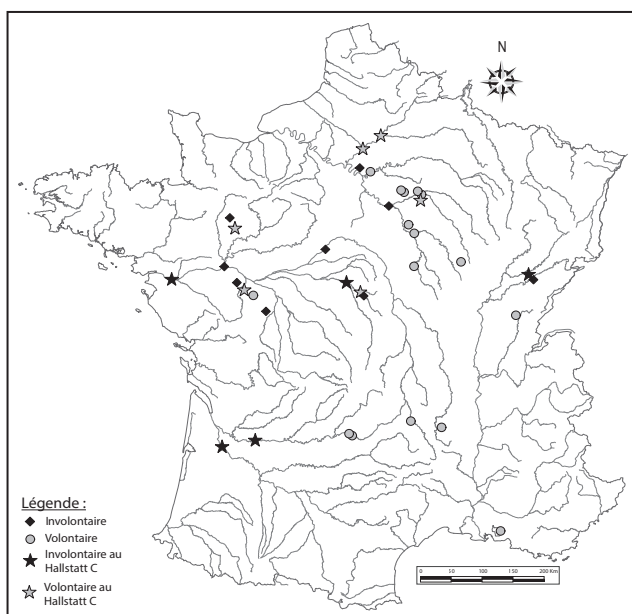 N
Légende :
Involontaire
Volontaire
Involontaire au
Hallstatt C
Volontaire au
Hallstatt C
0 50 100 150 200 Km